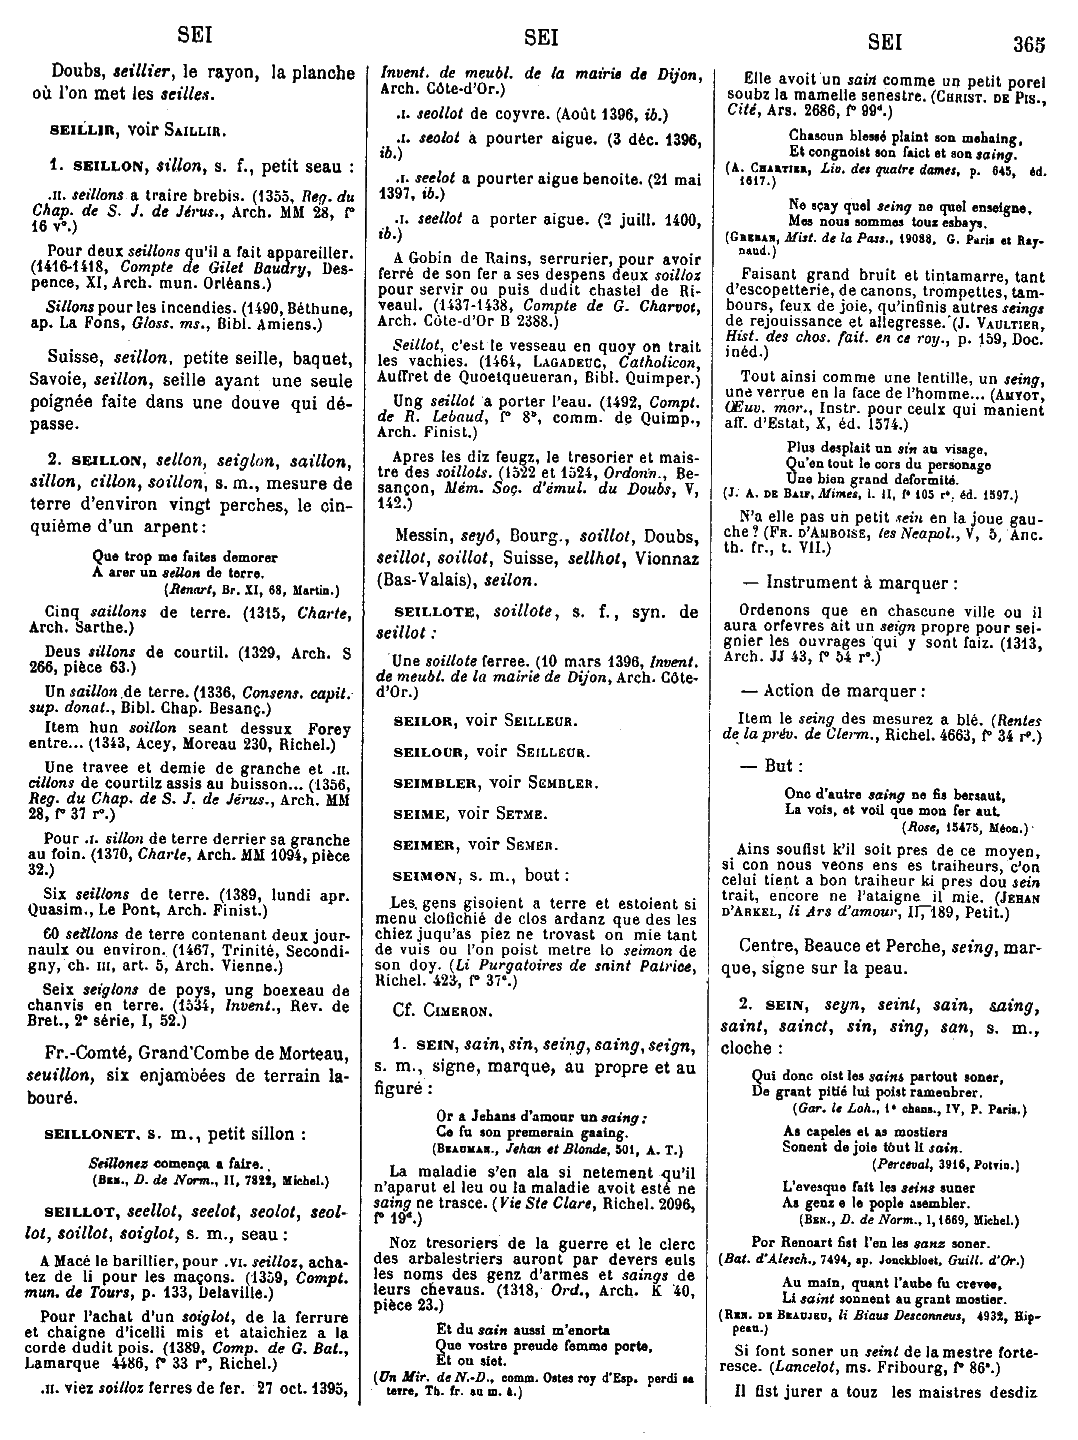 SEI
SEI
SEI
365
Doubs, seillier, le rayon, la planche
où l'on met les seilles.
SEILLIR, voir SAILLIR.
1. SEILLON, sillon, s. f., petit seau :
.II. seillons a traire brebis. (1355, Reg. du
Chap. de S. J. de Jérus., Arch. MM 28, f°
16 v°.)
Pour deux seillons qu'il a fait appareiller.
(1416-1418, Compte de Gilet Baudry, Des-
pence, XI, Arch. mun. Orléans.)
Sillons pour les incendies. (1490, Béthune,
ap. La Fons, Gloss. ms., Bibl. Amiens.)
Suisse, seillon, petite seille, baquet,
Savoie, seillon, seille ayant une seule
poignée faite dans une douve qui dé-
passe.
2. SEILLON, sellon, seiglon, saillon,
sillon, cillon, soillon, s. m., mesure de
terre d'environ vingt perches, le cin-
quième d'un arpent :
Que trop me faites demorer
A arer un sellon de terre.
(Renart, Br. XI, 68, Martin.)
Cinq saillons de terre. (1315, Charte,
Arch. Sarthe.)
Deus sillons de courtil. (1329, Arch. S
266, pièce 63.)
Un saillon de terre. (1336, Consens. capit.
sup. donat., Bibl. Chap. Besanç.)
Item hun soillon seant dessux Forey
entre... (1343, Acey, Moreau 230, Richel.)
Une travee et demie de granche et .II.
cillons de courtilz assis au buisson... (1356,
Reg. du Chap. de S. J. de Jérus., Arch. MM
28, f° 37 r°.)
Pour .I. sillon de terre derrier sa granche
au foin. (1370, Charte, Arch. MM 1094, pièce
32.)
Six seillons de terre. (1389, lundi apr.
Quasim., Le Pont, Arch. Finist.)
60 seillons de terre contenant deux jour-
naulx ou environ. (1467, Trinité, Secondi-
gny, ch. III, art. 5, Arch. Vienne.)
Seix seiglons de poys, ung boexeau de
chanvis en terre. (1534, Invent., Rev. de
Bret., 2° série, I, 52.)
Fr.-Comté, Grand'Combe de Morteau,
seuillon, six enjambées de terrain la-
bouré.
SEILLONET, s. m., petit sillon :
Seillonez comença a faire.
(BEN., D. de Norm., II, 7822, Michel.)
SEILLOT, seellot, seelot, seolot, seol-
lot, soillot, soiglot, s. m., seau :
A Macé le barillier, pour .VI. seilloz, acha-
tez de li pour les maçons. (1359, Compt.
mun. de Tours, p. 133, Delaville.)
Pour l'achat d'un soiglot, de la ferrure
et chaigne d'icelli mis et ataichiez a la
corde dudit pois. (1389, Comp. de G. Bat.,
Lamarque 4486, f° 33 r°, Richel.)
.II. viez soilloz ferres de fer. 27 oct. 1395,
Invent. de meubl. de la mairie de Dijon,
Arch. Côte-d'Or.)
.I. seollot de coyvre. (Août 1396, ib.)
.I. seolot a pourter aigue. (3 déc. 1396,
ib.)
.I. seelot a pourter aigue benoite. (21 mai
1397, ib.)
.I. seellot a porter aigue. (2 juill. 1400,
ib.)
A Gobin de Rains, serrurier, pour avoir
ferré de son fer a ses despens deux soilloz
pour servir ou puis dudit chastel de Ri-
veaul. (1437-1438, Compte de G. Charvot,
Arch. Côte-d'Or B 2388.)
Seillot, c'est le vesseau en quoy on trait
les vachies. (1464, LAGADEUC, Catholicon,
Auffret de Quoetqueueran, Bibl. Quimper.)
Ung seillot a porter l'eau. (1492, Compt.
de R. Lebaud, f° 8b, comm. de Quimp.,
Arch. Finist.)
Apres les diz feugz, le tresorier et mais-
tre des soillots. (1522 et 1524, Ordonn., Be-
sançon, Mém. Soc. d'émul. du Doubs, V,
142.)
Messin, seyó, Bourg., soillot, Doubs,
seillot, soillot, Suisse, sellhot, Vionnaz
(Bas-Valais), seilon.
SEILLOTE, soillote, s. f., syn. de
seillot :
Une soillote ferree. (10 mars 1396, Invent.
de meubl. de la mairie de Dijon, Arch. Côte-
d'Or.)
SEILOR, voir SEILLEUR.
SEILOUR, voir SEILLEUR.
SEIMBLER, voir SEMBLER.
SEIME, voir SETME.
SEIMER, voir SEMER.
SEIMON, s. m., bout :
Les gens gisoient a terre et estoient si
menu clofichié de clos ardanz que des les
chiez juqu'as piez ne trovast on mie tant
de vuis ou l'on poist metre lo seimon de
son doy. (Li Purgatoires de saint Patrice,
Richel. 423, f° 37a.)
Cf. CIMERON.
1. SEIN, sain, sin, seing, saing, seign,
s. m., signe, marque, au propre et au
figuré :
Or a Jehans d'amour un saing :
Ce fu son premerain gaaing.
(BEAUMAN., Jehan et Blonde, 501, A. T.)
La maladie s'en ala si netement qu'il
n'aparut el leu ou la maladie avoit esté ne
saing ne trasce. (Vie Ste Clare, Richel. 2096,
f° 19d.)
Noz tresoriers de la guerre et le clerc
des arbalestriers auront par devers euls
les noms des genz d'armes et saings de
leurs chevaus. (1318, Ord., Arch. K 40,
pièce 23.)
Et du sain aussi m'enorta
Que vostre preude femme porte,
Et ou siet.
(Un Mir. de N.-D., comm. Ostes roy d'Esp. perdi sa
terre, Th. fr. au m. â.)
Elle avoit un sain comme un petit porel
soubz la mamelle senestre. (CHRIST. DE PIS.,
Cité, Ars. 2686, f° 99d.)
Chascun blessé plaint son mehaing,
Et congnoist son faict et son saing.
(A. CHARTIER, Liv. des quatre dames, p. 645, éd.
1617.)
Ne sçay quel seing ne quel enseigne,
Mes nous sommes touz esbays.
(GREBAN, Mist. de la Pass., 19088, G. Paris et Ray-
naud.)
Faisant grand bruit et tintamarre, tant
d'escopetterie, de canons, trompettes, tam-
bours, feux de joie, qu'infinis autres seings
de rejouissance et allegresse. (J. VAULTIER,
Hist. des chos. fait. en ce roy., p. 159, Doc.
inéd.)
Tout ainsi comme une lentille, un seing,
une verrue en la face de l'homme... (AMYOT,
Œuv. mor., Instr. pour ceulx qui manient
aff. d'Estat, X, éd. 1574.)
Plus desplait un sin au visage,
Qu'en tout le cors du personage
Une bien grand deformité.
(J. A. DE BAIF, Mimes, l. II, f° 105 r°, éd. 1597.)
N'a elle pas un petit sein en la joue gau-
che ? (FR. D'AMBOISE, les Neapol., V, 5, Anc.
th. fr., t. VII.)
— Instrument à marquer :
Ordenons que en chascune ville ou il
aura orfevres ait un seign propre pour sei-
gnier les ouvrages qui y sont faiz. (1313,
Arch. JJ 43, f° 54 r°.)
— Action de marquer :
Item le seing des mesurez a blé. (Rentes
de la prév. de Clerm., Richel. 4663, f° 34 r°.)
— But :
Onc d'autre saing ne fis bersaut,
La vois, et voil que mon fer aut.
(Rose, 15475, Méon.)
Ains soufist k'il soit pres de ce moyen,
si con nous veons ens es traiheurs, c'on
celui tient a bon traiheur ki pres dou sein
trait, encore ne l'ataigne il mie. (JEHAN
D'ARKEL, li Ars d'amour, II, 189, Petit.)
Centre, Beauce et Perche, seing, mar-
que, signe sur la peau.
2. SEIN, seyn, seint, sain, saing,
saint, sainct, sin, sing, san, s. m.,
cloche :
Qui donc oist les sains partout soner,
De grant pitié lui poist ramenbrer.
(Gar. le Loh., 1e chans., IV, P. Paris.)
As capeles et as mostiers
Sonent de joie tout li sain.
(Perceval, 3916, Potvin.)
L'evesque fait les seins suner
As genz e le pople asembler.
(BEN., D. de Norm., I, 1669, Michel.)
Por Renoart fist l'en les sanz soner.
(Bat. d'Alesch., 7494, ap. Jonckbloet, Guill. d'Or.)
Au main, quant l'aube fu crevee,
Li saint sonnent au grant mostier.
(REN. DE BEAUJEU, li Biaus Desconneus, 4932, Hip-
peau.)
Si font soner un seint de la mestre forte-
resce. (Lancelot, ms. Fribourg, f° 86a.)
Il fist jurer a touz les maistres desdiz